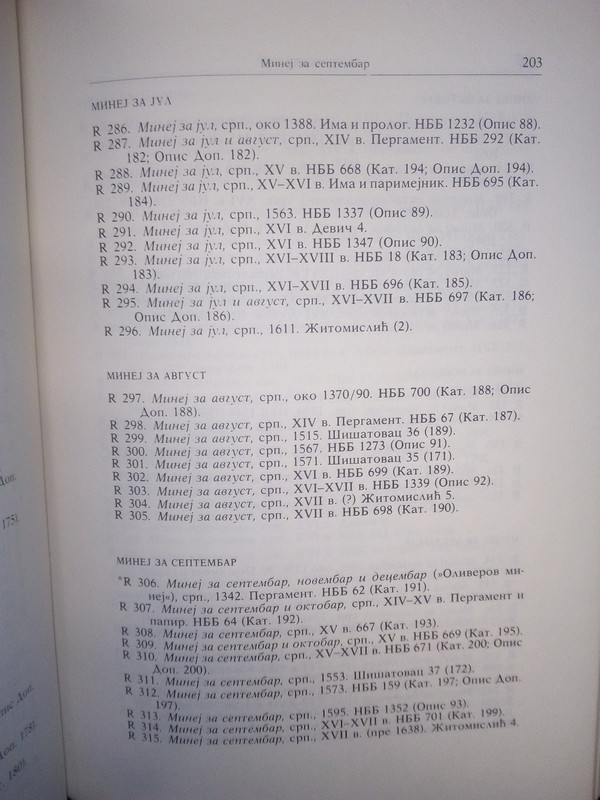 Минеј за септембар 203
МИНЕЈ ЗА ЈУЛ
R 286. Минеј за јул, срп., око 1388. Има и пролог. НББ 1232 (Опис 88).
R 287. Минеј за јул и август, срп., XIV в. Пергамент. НББ 292 (Кат.
182; Опис Доп. 182).
R 288. Минеј за јул, срп., XV в. НББ 668 (Кат. 194; Опис Доп. 194).
R 289. Минеј за јул, срп., XV–XVI в. Има и паримејник. НББ 695 (Кат.
184).
R 290. Минеј за јул, срп., 1563. НББ 1337 (Опис 89).
R 291. Минеј за јул, срп., XVI в. Девич 4.
R 292. Минеј за јул, срп., XVI в. НББ 1347 (Опис 90).
R 293. Минеј за јул, срп., XVI–XVIII в. НББ 18 (Кат. 183; Опис Доп.
183).
R 294. Минеј за јул, срп., XVI–XVII в. НББ 696 (Кат. 185).
R 295. Минеј за јул и август, срп., XVI–XVII в. НББ 697 (Кат. 186;
Опис Доп. 186).
R 296. Минеј за јул, срп., 1611. Житомислић (2).
МИНЕЈ ЗА АВГУСТ
R 297. Минеј за август, срп., око 1370/90. НББ 700 (Кат. 188; Опис
Доп. 188).
R 298. Минеј за август, срп., XIV в. Пергамент. НББ 67 (Кат. 187).
R 299. Минеј за август, срп., 1515. Шишатовац 36 (189).
R 300. Минеј за август, срп., 1567. НББ 1273 (Опис 91).
R 301. Минеј за август, срп., 1571. Шишатовац 35 (171).
R 302. Минеј за август, срп., XVI в. НББ 699 (Кат. 189).
R 303. Минеј за август, срп., XVI–XVII в. НББ 1339 (Опис 92).
R 304. Минеј за август, срп., XVII в. (?) Житомислић 5.
R 305. Минеј за август, срп., XVII в. НББ 698 (Кат. 190).
МИНЕЈ ЗА СЕПТЕМБАР
*R 306. Минеј за септембар, новембар и децембар (»Оливеров ми-
неј«), срп., 1342. Пергамент. НББ 62 (Кат. 191).
R 307. Минеј за септембар и октобар, срп., XIV–XV в. Пергамент и
папир. НББ 64 (Кат. 192).
R 308. Минеј за септембар, срп., XV в. 667 (Кат. 193).
R 309. Минеј за септембар и октобар, срп., XV в. НББ 669 (Кат. 195).
R 310. Минеј за септембар, срп., XV–XVII в. НББ 671 (Кат. 200; Опис
Доп. 200).
R 311. Минеј за септембар, срп., 1553. Шишатовац 37 (172).
R 312. Минеј за септембар, срп., 1573. НББ 159 (Кат. 197; Опис Доп.
197).
R 313. Минеј за септембар, срп., 1595. НББ 1352 (Опис 93).
R 314. Минеј за септембар, срп., XVI–XVII в. НББ 701 (Кат. 199).
R 315. Минеј за септембар, срп., XVII в. (пре 1638). Житомислић 4.